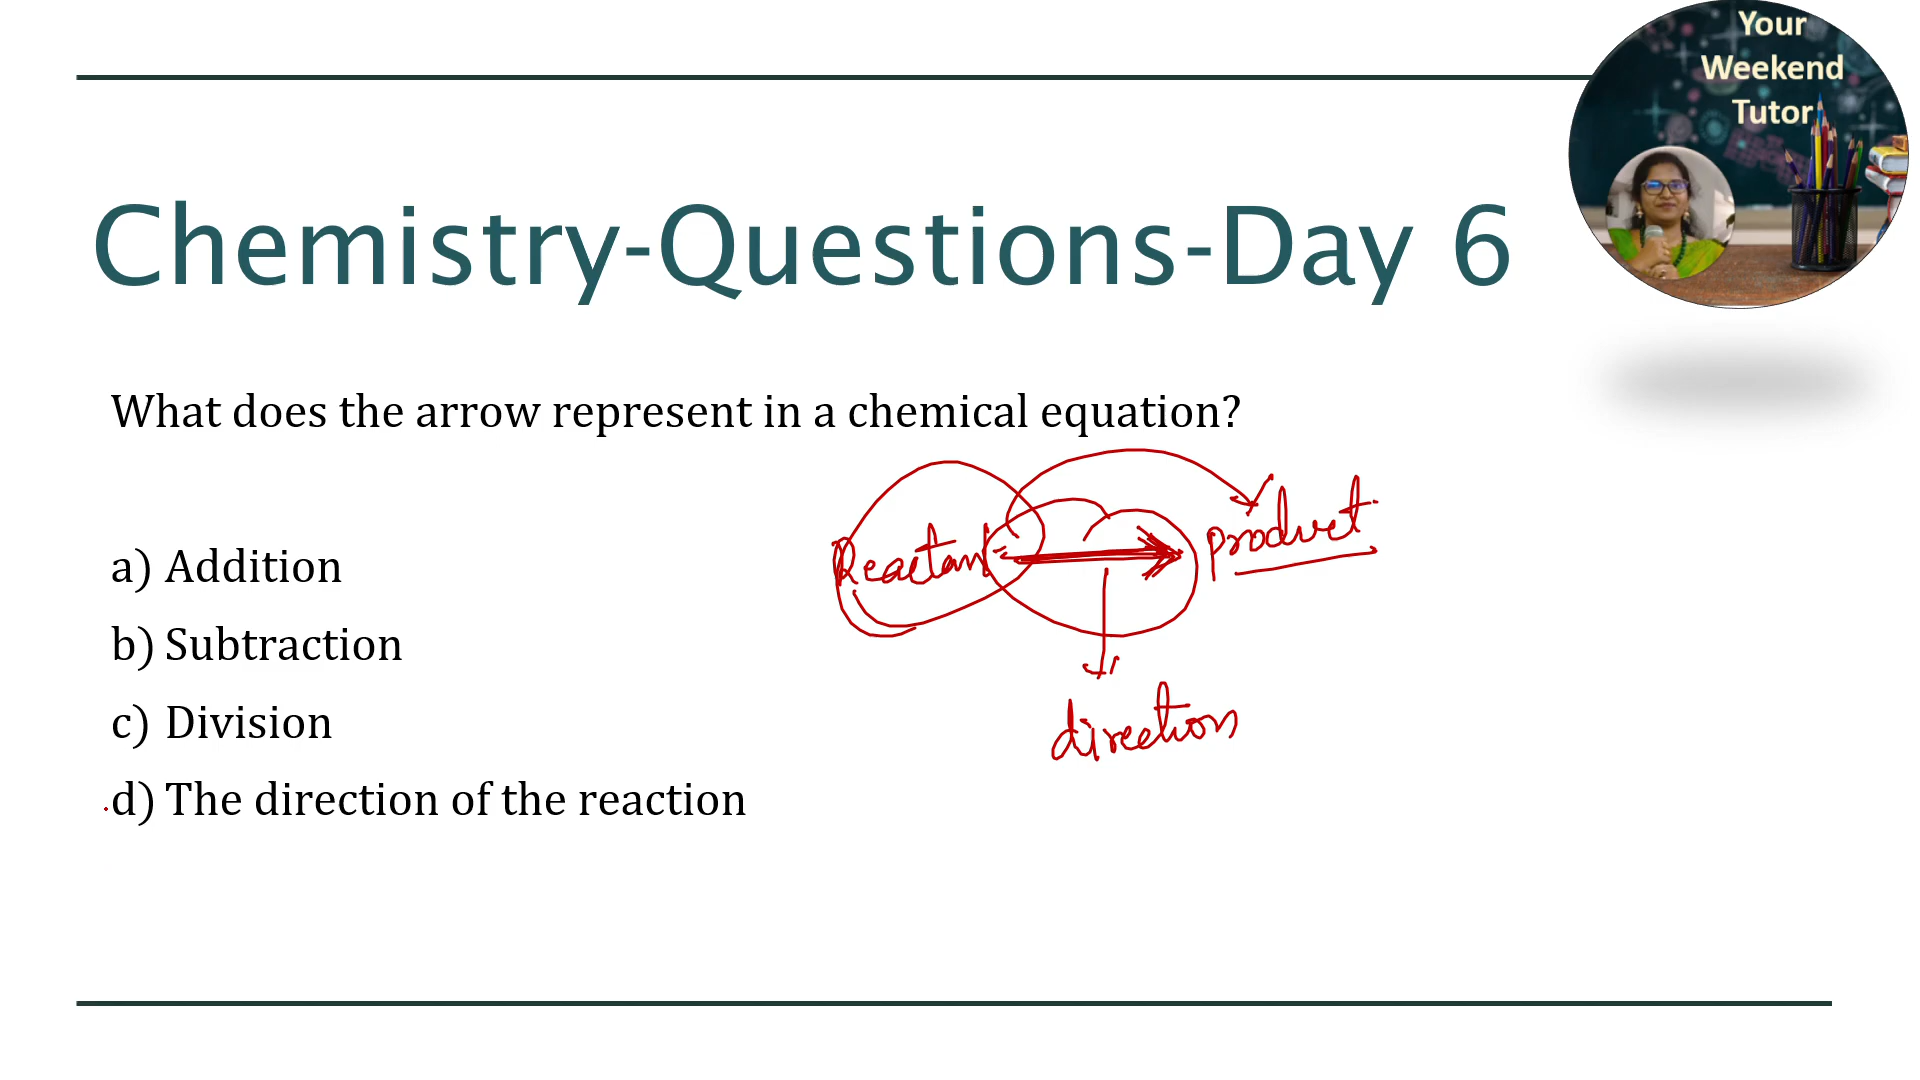 Your
Weekend
Tutor
Chemistry-Questions-Day 6
What does the arrow represent in a chemical equation?
Reactant
product
direction
a) Addition
b) Subtraction
c) Division
d) The direction of the reaction